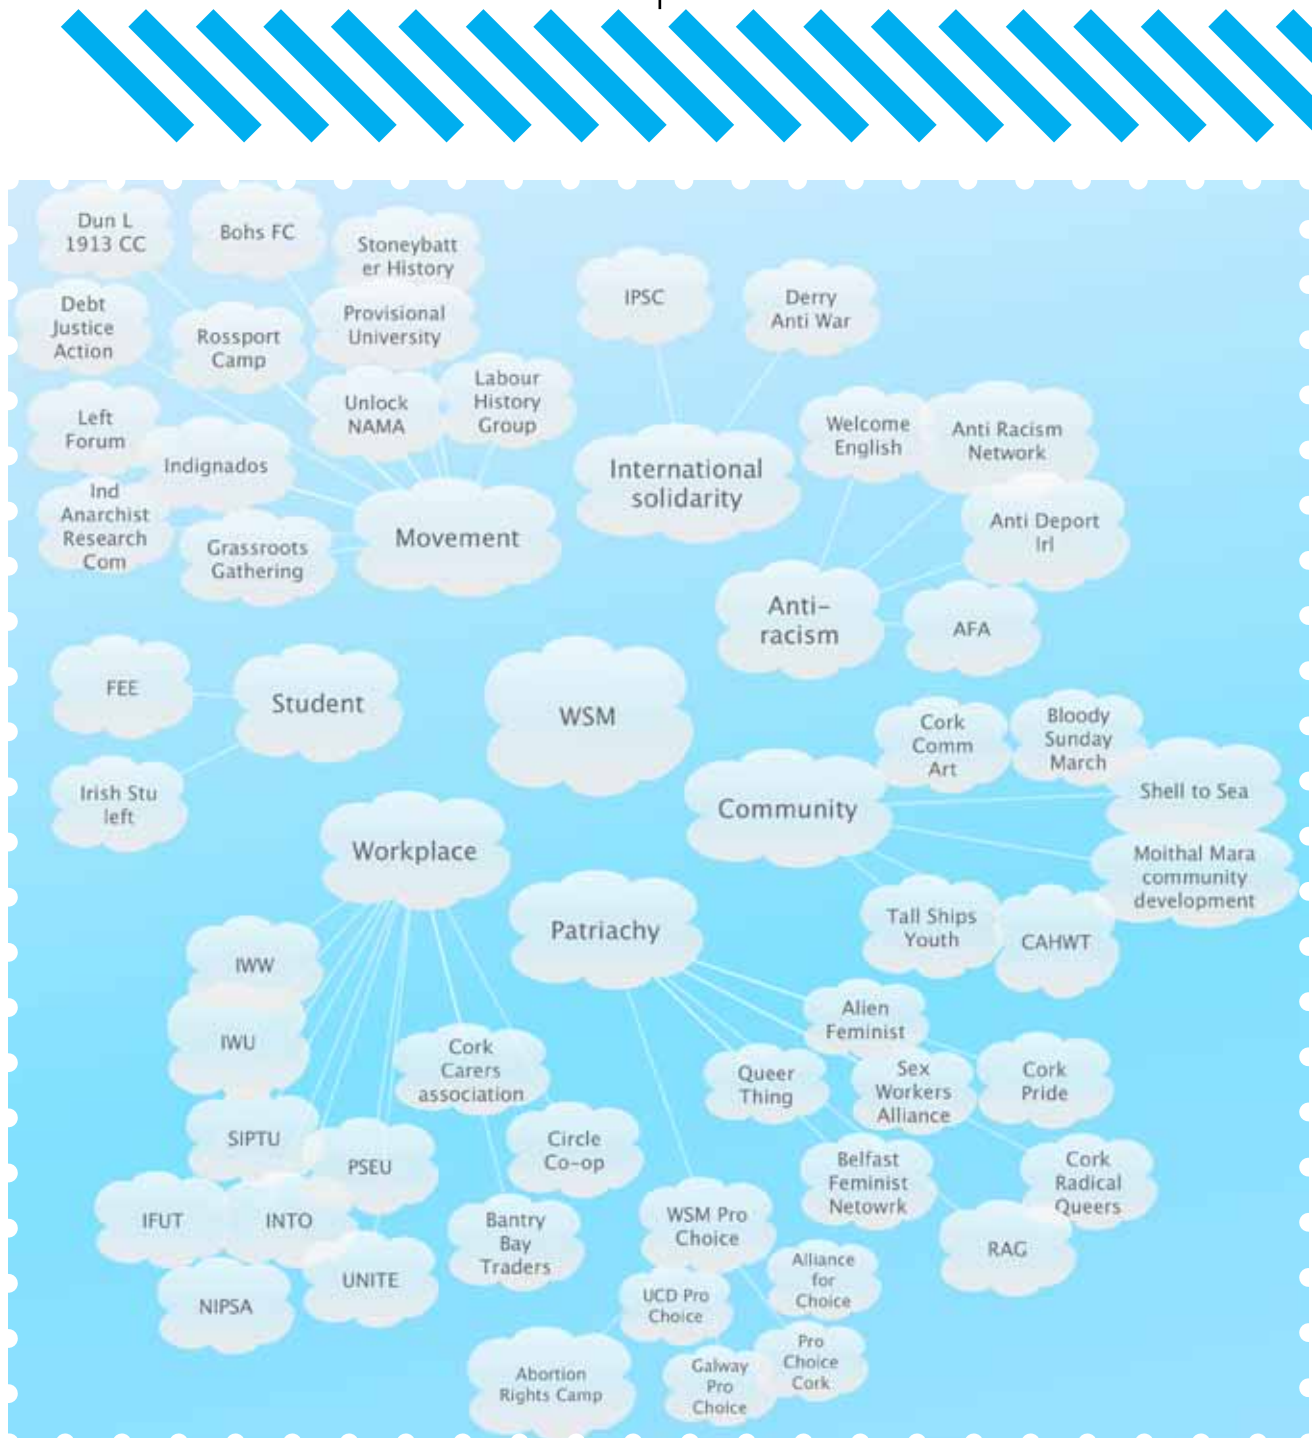 Dun L
1913 CC
Bohs FC
Stoneybatt
er History
Debt
Justice
Action
Rossport
Camp
Provisional
University
Left
Forum
Indignados
Unlock
NAMA
Labour
History
Group
Ind
Anarchist
Research
Com
Grassroots
Gathering
Movement
IPSC
Derry
Anti War
International
solidarity
Welcome
English
Anti Racism
Network
Anti Deport
Irl
Anti-
racism
AFA
FEE
Student
Irish Stu
left
WSM
Cork
Comm
Art
Bloody
Sunday
March
Community
Shell to Sea
Moithal Mara
community
development
Tall Ships
Youth
CAHWT
Workplace
IWW
IWU
SIPTU
PSEU
IFUT
INTO
NIPSA
UNITE
Cork
Carers
association
Circle
Co-op
Bantry
Bay
Traders
Patriachy
Alien
Feminist
Queer
Thing
Sex
Workers
Alliance
Cork
Pride
Belfast
Feminist
Netowrk
Cork
Radical
Queers
RAG
WSM Pro
Choice
Alliance
for
Choice
UCD Pro
Choice
Pro
Choice
Cork
Galway
Pro
Choice
Abortion
Rights Camp